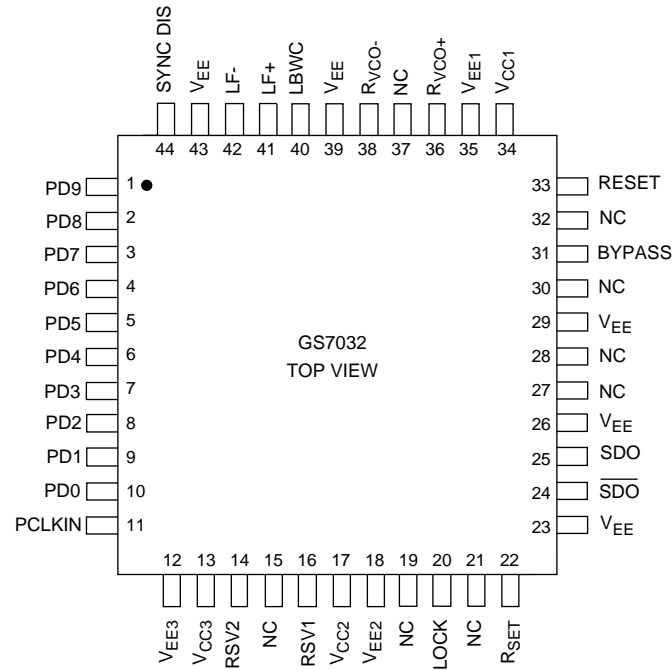 SYNC DIS
VEE
LF-
LF+
LBWC
VEE
RVCO-
NC
RVCO+
VEE1
VCC1
44 43 42 41 40 39 38 37 36 35 34
PD9 1
PD8 2
PD7 3
PD6 4
PD5 5
PD4 6
PD3 7
PD2 8
PD1 9
PD0 10
PCLKIN 11
GS7032
TOP VIEW
33 RESET
32 NC
31 BYPASS
30 NC
29 VEE
28 NC
27 NC
26 VEE
25 SDO
24 S̅D̅O̅
23 VEE
12 13 14 15 16 17 18 19 20 21 22
VEE3
VCC3
RSV2
NC
RSV1
VCC2
VEE2
NC
LOCK
NC
RSET